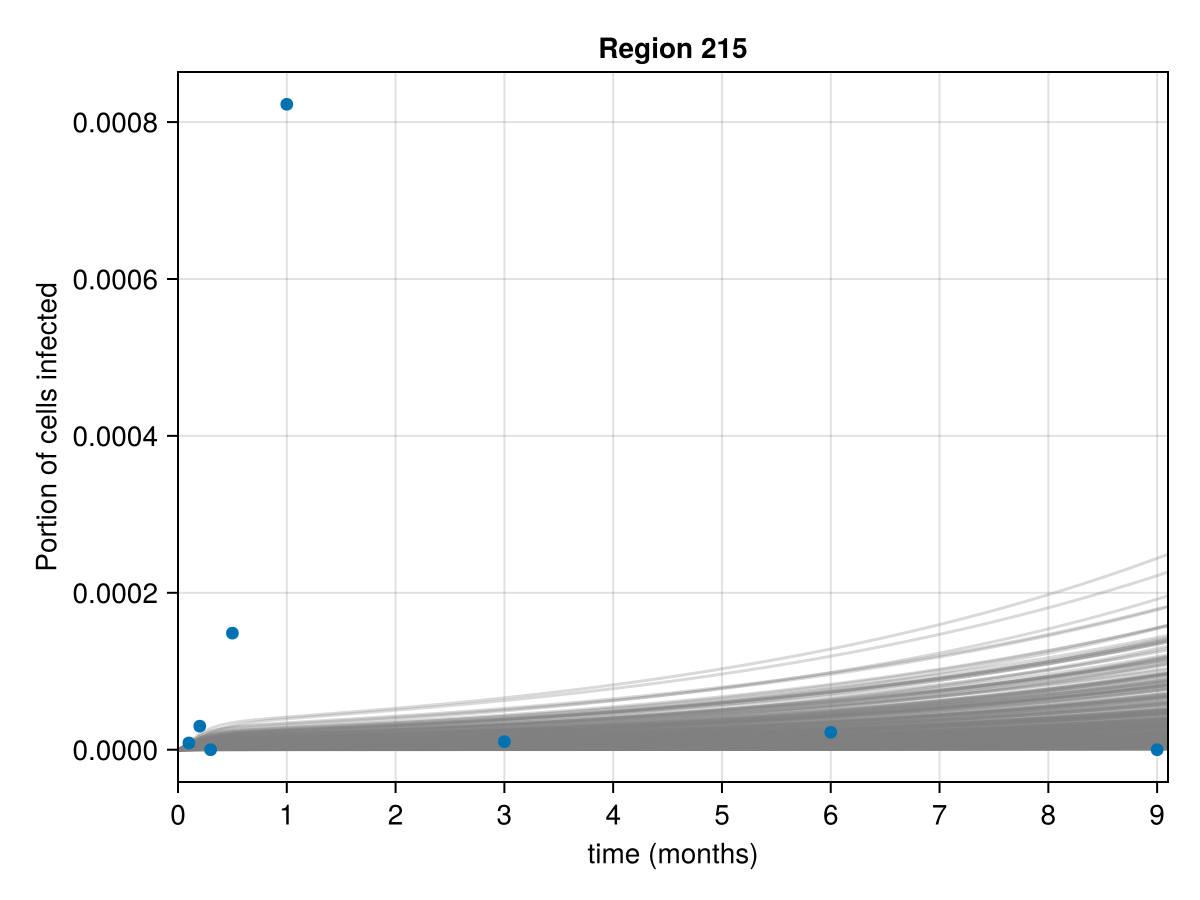 Region 215
Portion of cells infected
0.0008
0.0006
0.0004
0.0002
0.0000
0 1 2 3 4 5 6 7 8 9
time (months)